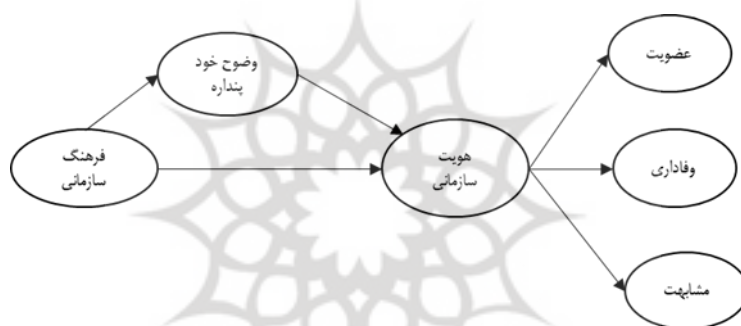 وضوح خود
پنداره
عضویت
فرهنگ
سازمانی
هویت
سازمانی
وفاداری
مشابهت